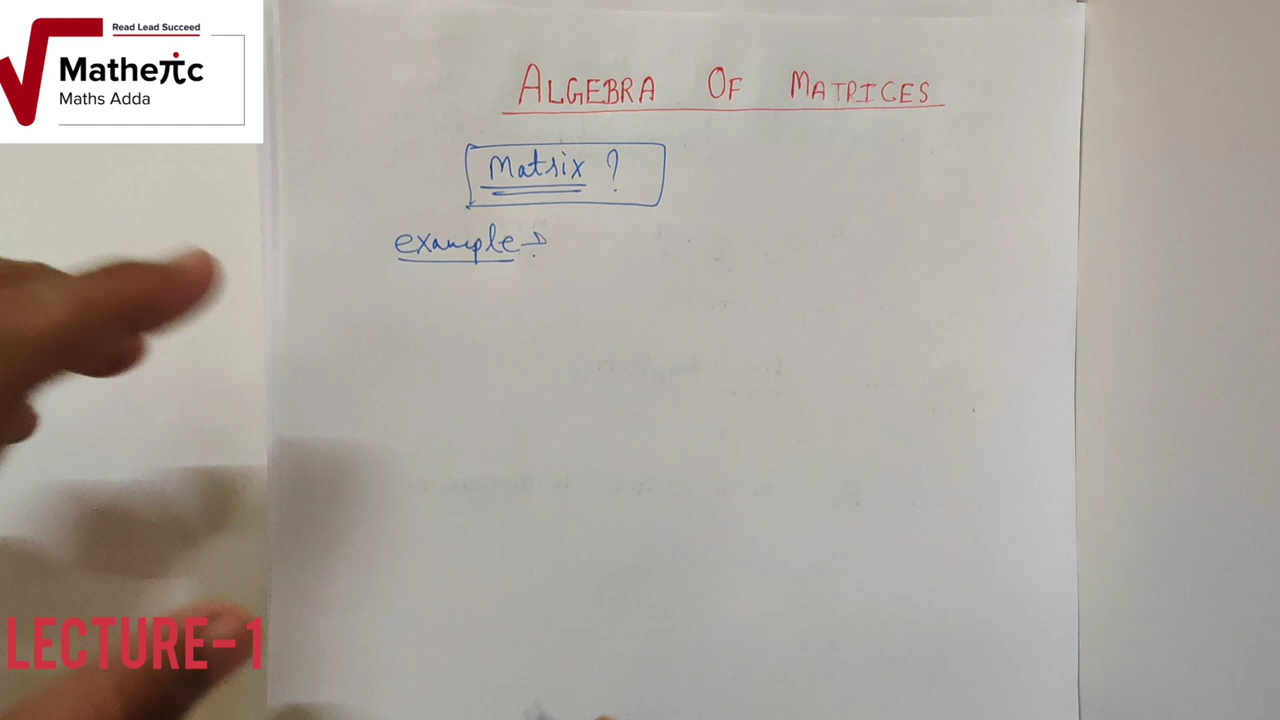 Read Lead Succeed
Matheπc
Maths Adda
ALGEBRA OF MATRICES
Matrix ?
example →
LECTURE-1